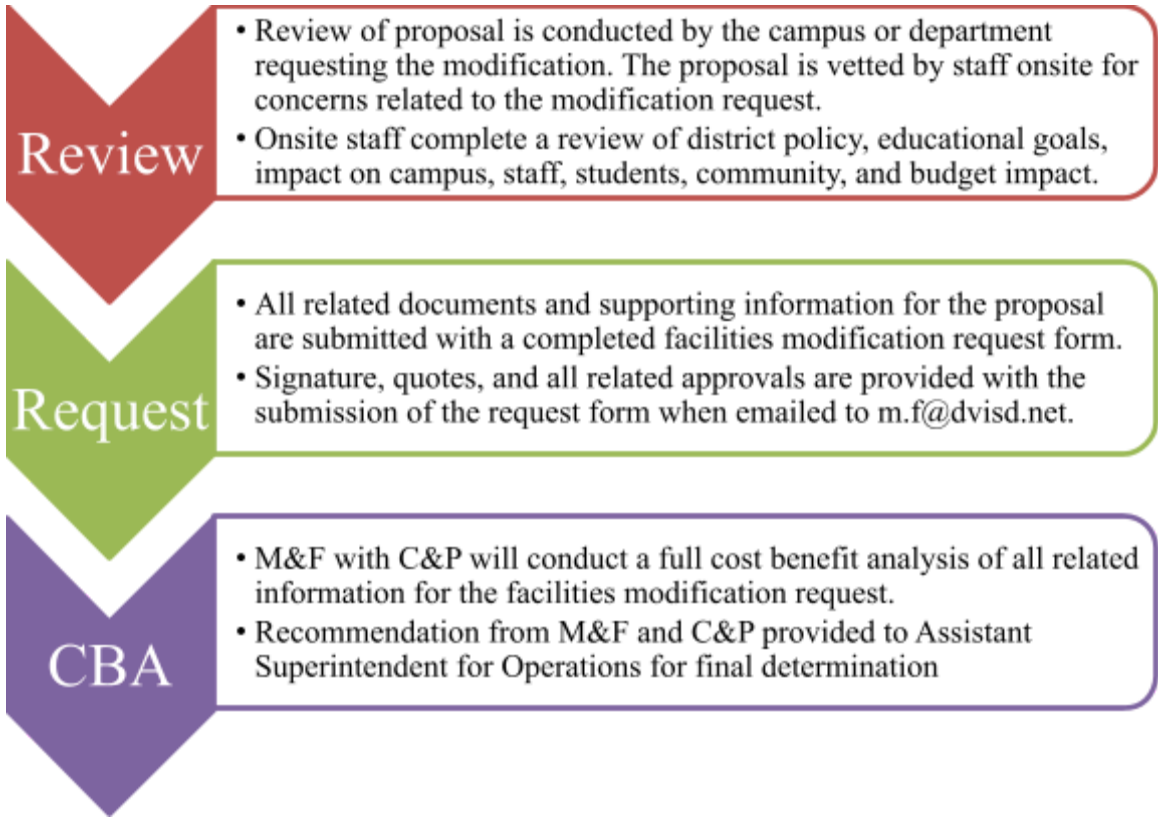 Review
• Review of proposal is conducted by the campus or department
requesting the modification. The proposal is vetted by staff onsite for
concerns related to the modification request.
• Onsite staff complete a review of district policy, educational goals,
impact on campus, staff, students, community, and budget impact.
Request
• All related documents and supporting information for the proposal
are submitted with a completed facilities modification request form.
• Signature, quotes, and all related approvals are provided with the
submission of the request form when emailed to m.f@dvisd.net.
CBA
• M&F with C&P will conduct a full cost benefit analysis of all related
information for the facilities modification request.
• Recommendation from M&F and C&P provided to Assistant
Superintendent for Operations for final determination